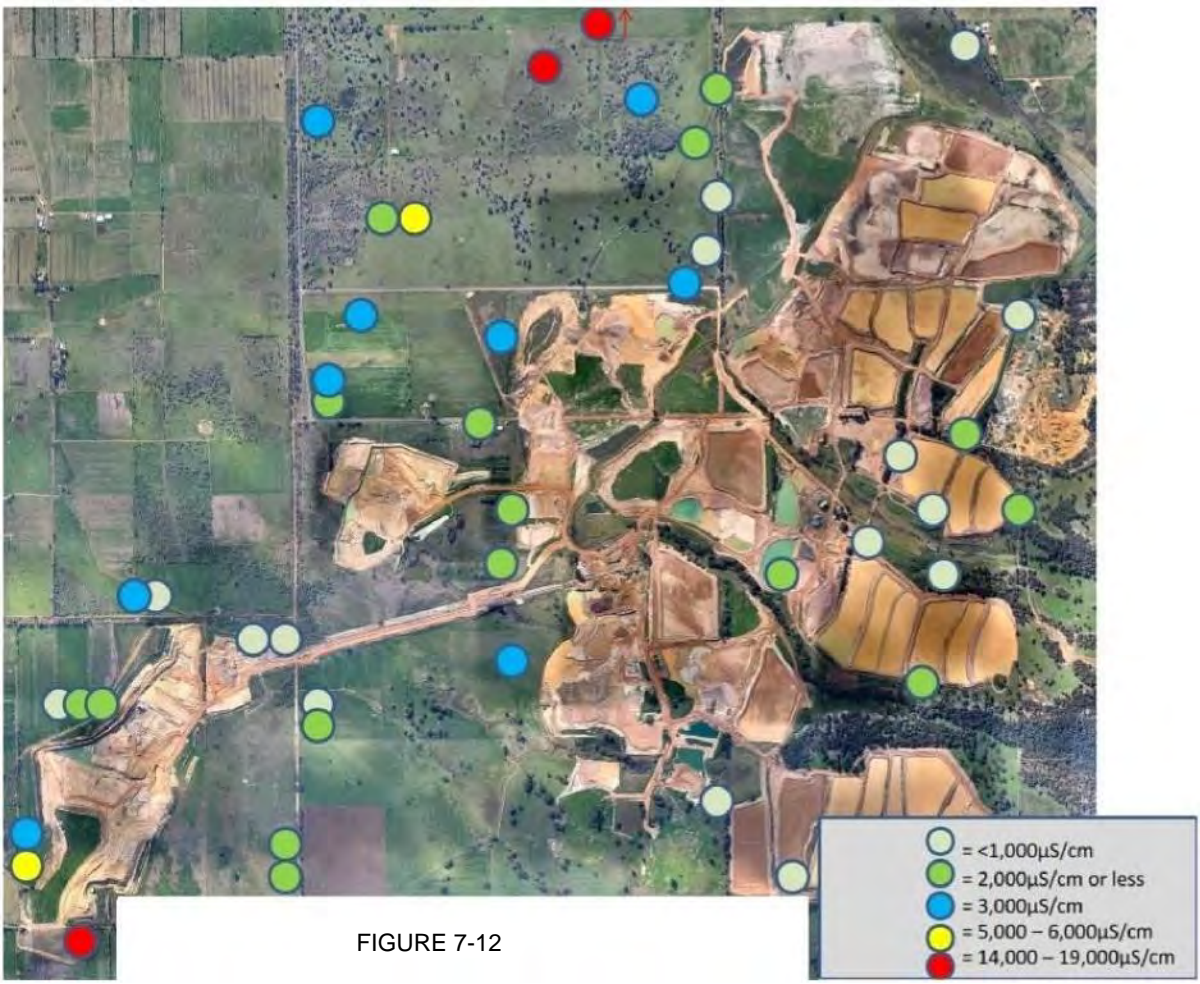 = <1,000µS/cm
= 2,000µS/cm or less
= 3,000µS/cm
= 5,000 – 6,000µS/cm
= 14,000 – 19,000µS/cm
FIGURE 7-12